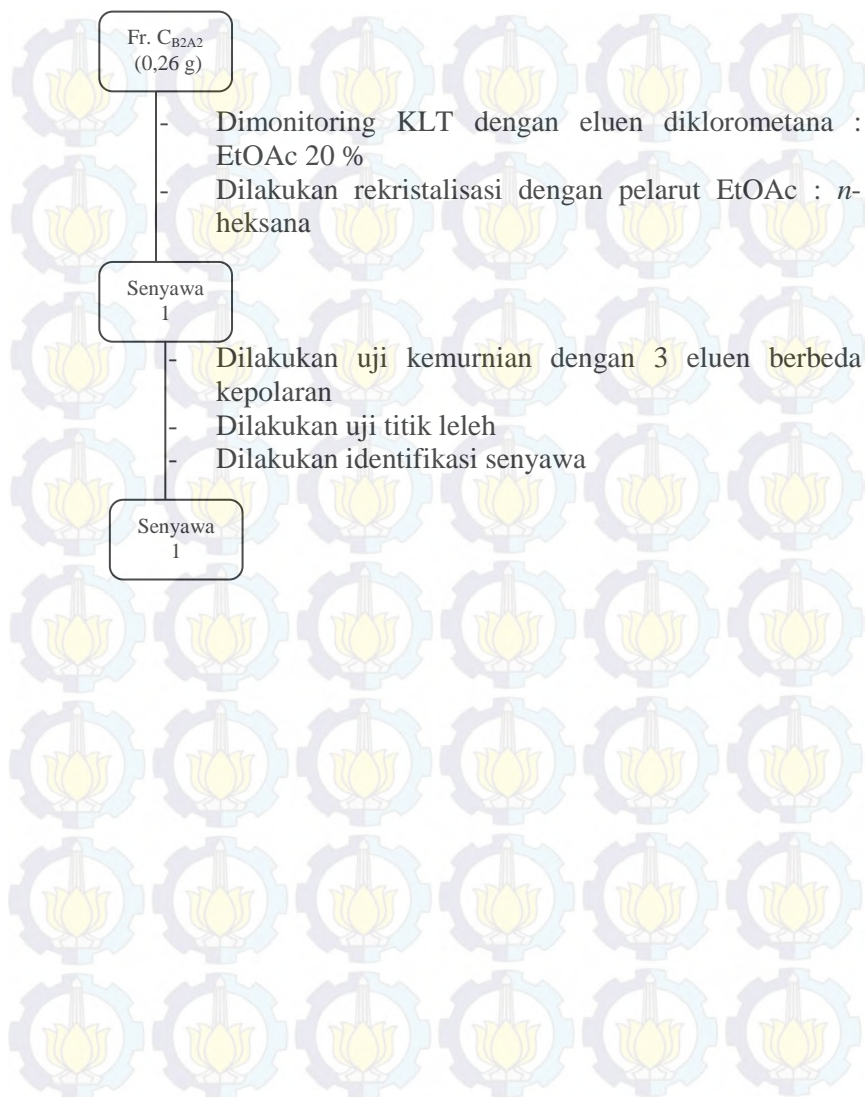 Fr. C_B2A2
(0,26 g)
- Dimonitoring KLT dengan eluen diklorometana :
EtOAc 20 %
- Dilakukan rekristalisasi dengan pelarut EtOAc : n-
heksana
Senyawa
1
- Dilakukan uji kemurnian dengan 3 eluen berbeda
kepolaran
- Dilakukan uji titik leleh
- Dilakukan identifikasi senyawa
Senyawa
1